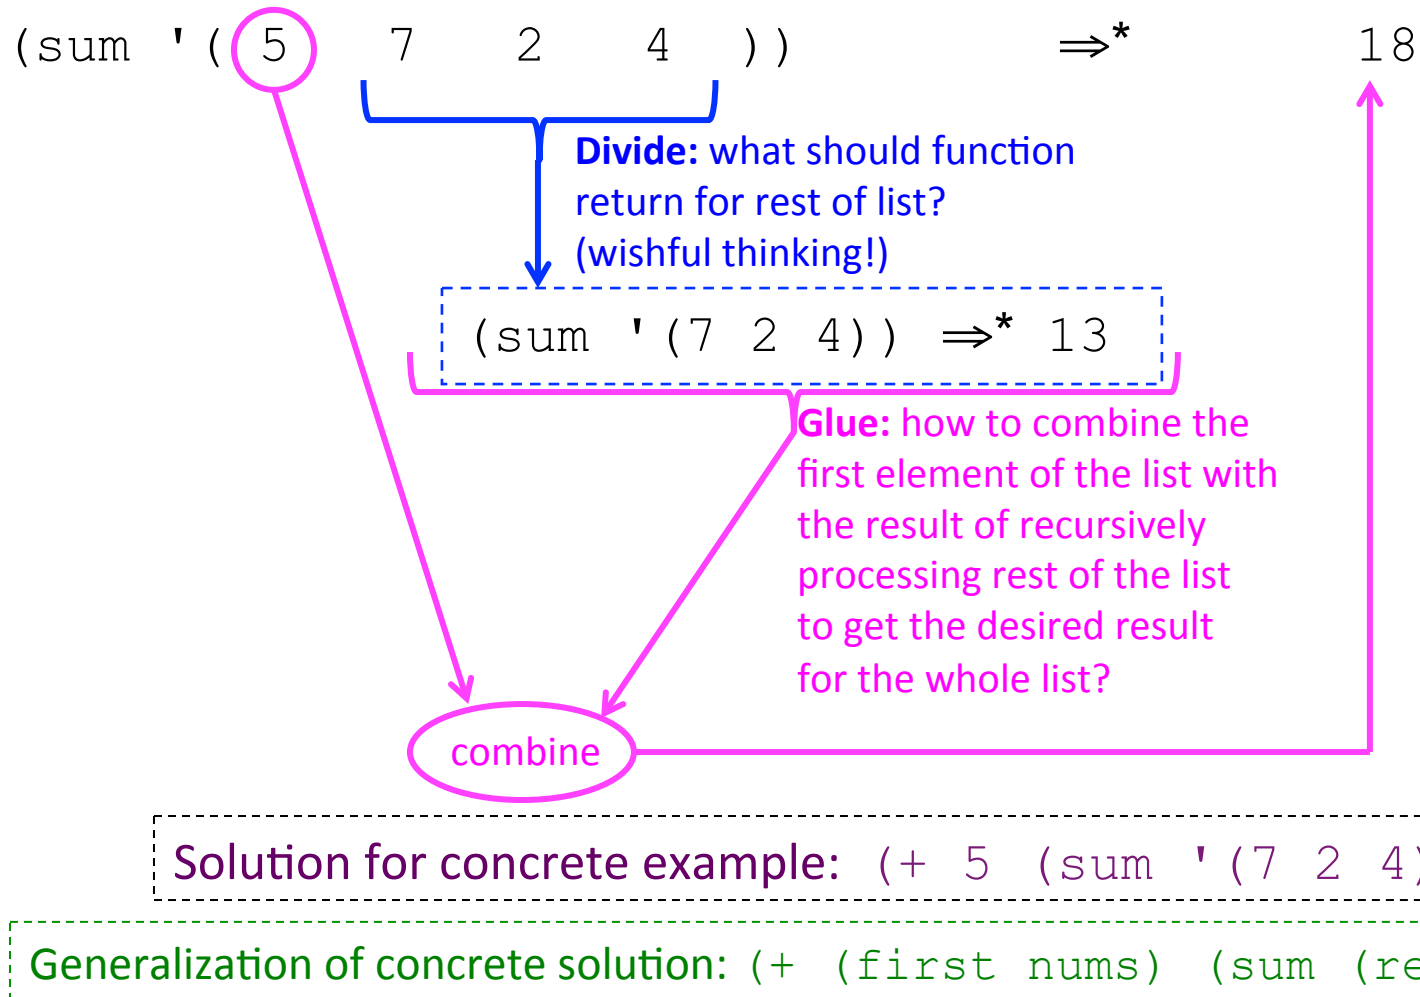 (sum '( 5 7 2 4 )) ⇒* 18
Divide: what should function
return for rest of list?
(wishful thinking!)
(sum '(7 2 4)) ⇒* 13
Glue: how to combine the
first element of the list with
the result of recursively
processing rest of the list
to get the desired result
for the whole list?
combine
Solution for concrete example: (+ 5 (sum '(7 2 4)
Generalization of concrete solution: (+ (first nums) (sum (re